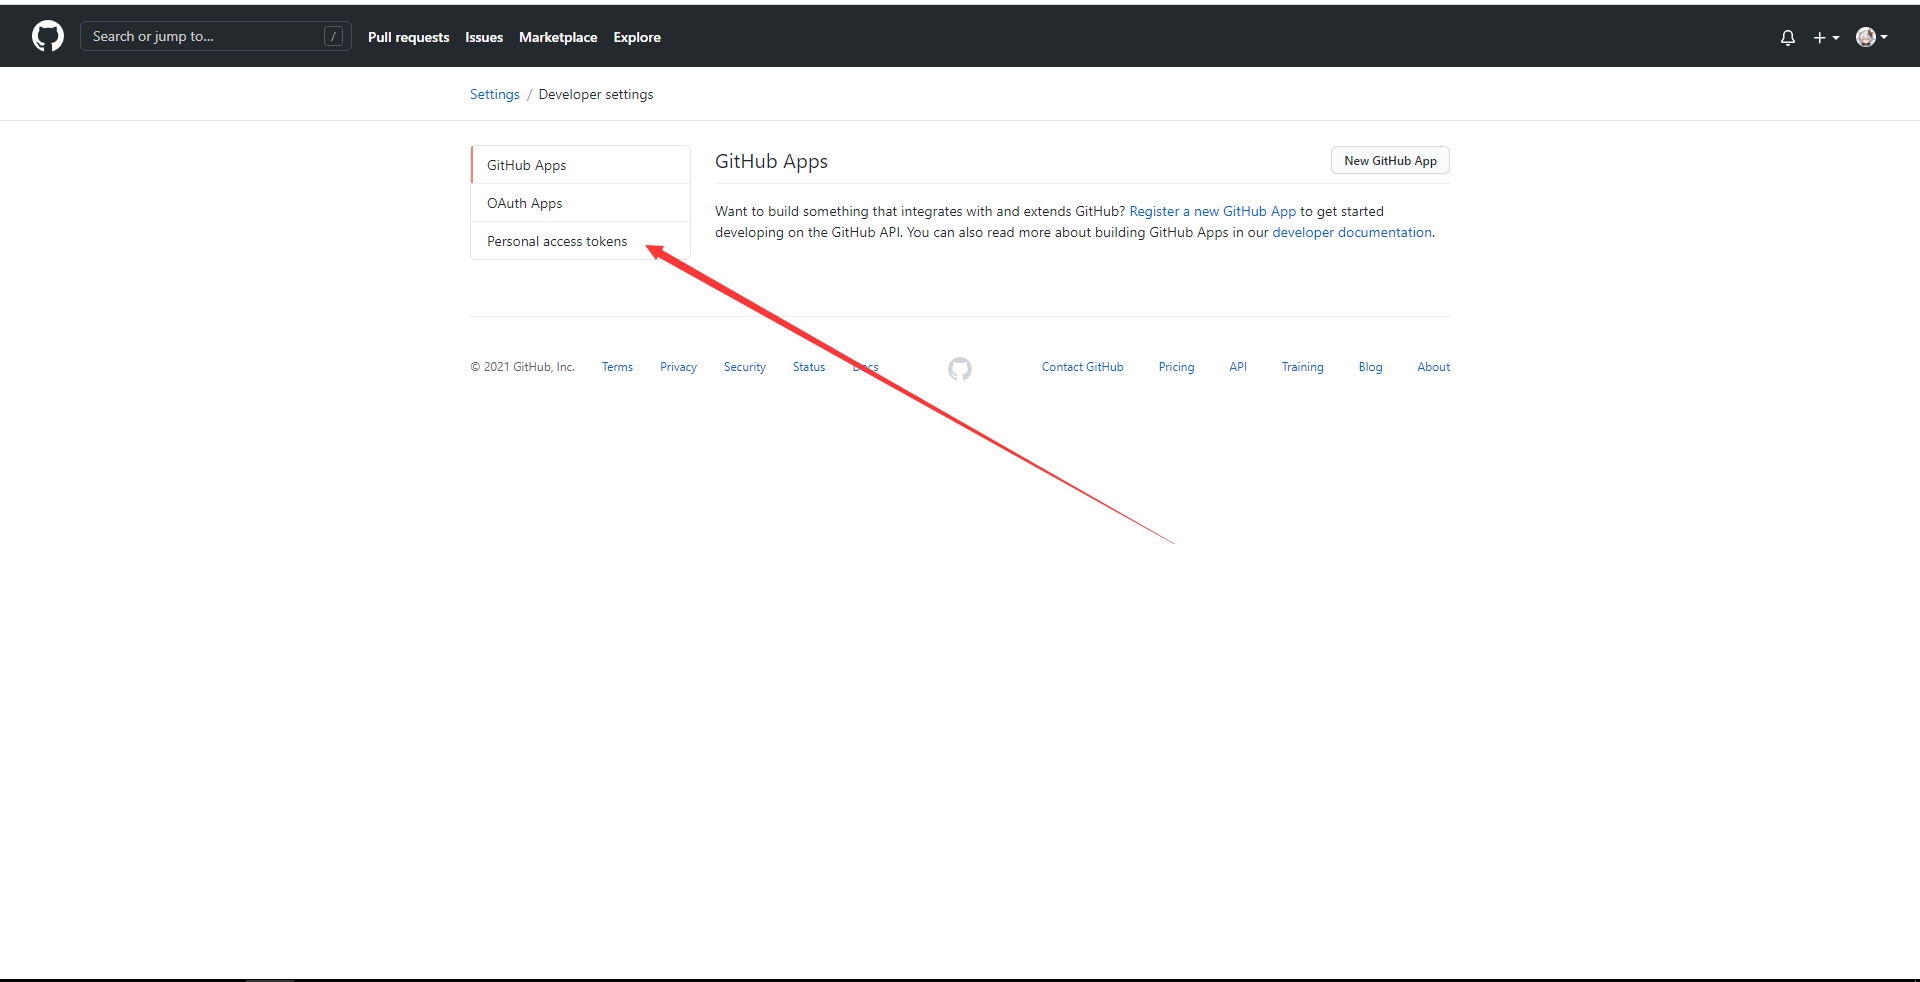 Search or jump to... /
Pull requests Issues Marketplace Explore
Settings / Developer settings
GitHub Apps
OAuth Apps
Personal access tokens
GitHub Apps
New GitHub App
Want to build something that integrates with and extends GitHub? Register a new GitHub App to get started
developing on the GitHub API. You can also read more about building GitHub Apps in our developer documentation.
© 2021 GitHub, Inc. Terms Privacy Security Status Docs Contact GitHub Pricing API Training Blog About